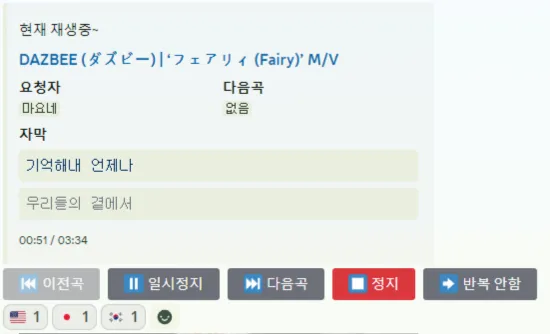 현재 재생중~
DAZBEE (ダズビー) | ‘フェアリィ (Fairy)’ M/V
요청자 다음곡
마요네 없음
자막
기억해내 언제나
우리들의 곁에서
00:51 / 03:34
이전곡 일시정지 다음곡 정지 반복 안함
1 1 1